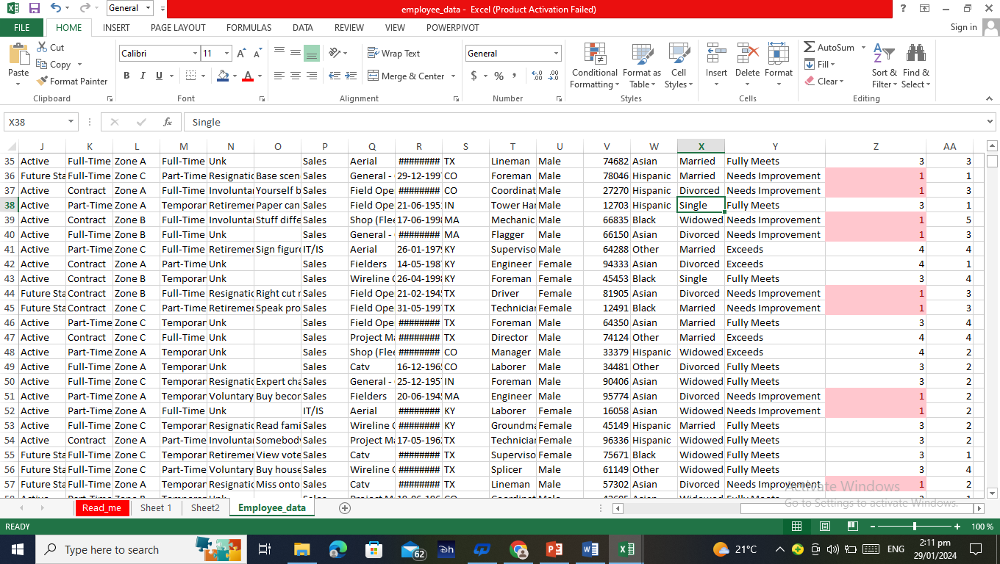 General
employee_data - Excel (Product Activation Failed)
FILE HOME INSERT PAGE LAYOUT FORMULAS DATA REVIEW VIEW POWERPIVOT Sign in
Cut
Copy
Format Painter
Paste
Clipboard
Calibri 11
B I U
Font
Wrap Text
Merge & Center
Alignment
General
$ % ,
Number
Conditional Formatting
Format as Table
Cell Styles
Styles
Insert Delete Format
Cells
AutoSum
Fill
Clear
Sort & Filter
Find & Select
Editing
X38 fx Single
J K L M N O P Q R S T U V W X Y Z AA
35 Active Full-Time Zone A Full-Time Unk Sales Aerial ######## TX Lineman Male 74682 Asian Married Fully Meets 3 3
36 Future Sta Full-Time Zone C Part-Time Resignatio Base scen Sales General - 29-12-199 CO Foreman Male 78046 Hispanic Married Needs Improvement 1 1
37 Active Contract Zone A Full-Time Involuntar Yourself b Sales Field Ope ######## CO Coordinat Male 27270 Hispanic Divorced Needs Improvement 1 3
38 Active Part-Time Zone A Temporar Retiremer Paper can Sales Field Ope 21-06-195 IN Tower Har Male 12703 Hispanic Single Fully Meets 3 1
39 Active Contract Zone B Full-Time Involuntar Stuff diffe Sales Shop (Flee 17-06-199 MA Mechanic Male 66835 Black Widowed Needs Improvement 1 5
40 Active Full-Time Zone B Full-Time Unk Sales General - ######## MA Flagger Male 66150 Asian Divorced Needs Improvement 1 3
41 Active Part-Time Zone C Full-Time Retiremer Sign figure IT/IS Aerial 26-01-197 KY Superviso Male 64288 Other Married Exceeds 4 4
42 Active Contract Zone A Part-Time Unk Sales Fielders 14-05-198 KY Engineer Female 94333 Asian Divorced Exceeds 4 1
43 Active Contract Zone B Temporar Unk Sales Wireline 26-04-199 KY Foreman Female 45453 Black Single Fully Meets 3 4
44 Future Sta Contract Zone B Full-Time Resignatio Right cut Sales Field Ope 21-02-194 TX Driver Female 81905 Asian Divorced Needs Improvement 1 3
45 Future Sta Contract Zone C Part-Time Retiremer Speak pro Sales Field Ope 31-05-199 TX Technician Female 12491 Black Married Needs Improvement 1 3
46 Active Part-Time Zone C Temporar Unk Sales Field Ope ######## TX Foreman Male 64350 Asian Married Fully Meets 3 4
47 Active Contract Zone C Full-Time Unk Sales Project Ma ######## TX Director Male 74124 Other Married Exceeds 4 4
48 Active Part-Time Zone A Temporar Unk Sales Shop (Flee ######## CO Manager Male 33379 Hispanic Widowed Exceeds 4 2
49 Active Full-Time Zone A Full-Time Unk Sales Catv 16-12-196 CO Laborer Male 34481 Other Divorced Fully Meets 3 2
50 Active Full-Time Zone C Temporar Resignatio Expert cha Sales General - 25-12-195 IN Foreman Male 90406 Asian Widowed Fully Meets 3 2
51 Active Part-Time Zone A Temporar Voluntary Buy becor Sales Fielders 20-06-194 MA Engineer Male 95774 Asian Divorced Needs Improvement 1 2
52 Active Part-Time Zone A Full-Time Unk IT/IS Aerial ######## KY Laborer Female 16058 Asian Widowed Needs Improvement 1 2
53 Active Full-Time Zone C Temporar Resignatio Read fami Sales Wireline ######## KY Groundma Female 45149 Hispanic Married Fully Meets 3 2
54 Active Contract Zone A Part-Time Involuntar Somebody Sales Project Ma 17-05-196 TX Technician Female 96336 Hispanic Widowed Fully Meets 3 2
55 Future Sta Full-Time Zone C Temporar Retiremer View vote Sales Catv ######## TX Superviso Female 75671 Black Widowed Fully Meets 3 1
56 Future Sta Full-Time Zone C Part-Time Voluntary Buy house Sales Wireline ######## TX Splicer Male 61149 Other Widowed Fully Meets 3 4
57 Future Sta Full-Time Zone A Temporar Resignatio Miss onto Sales Catv ######## TX Lineman Male 57302 Asian Divorced Needs Improvement 1 2
Activate Windows
Go to Settings to activate Windows.
Read_me Sheet 1 Sheet2 Employee_data
READY 100 %
Type here to search 62 21°C ENG 2:11 pm
29/01/2024